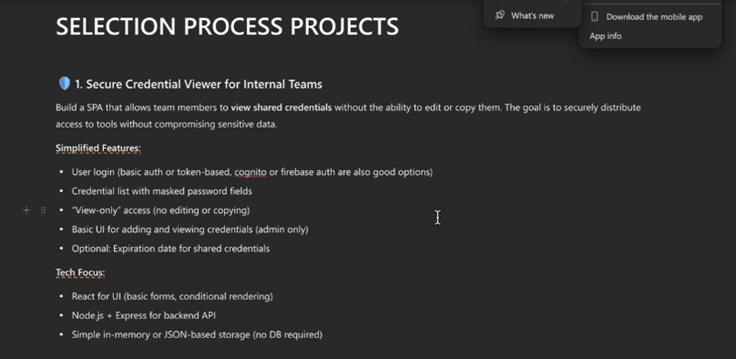 What's new
Download the mobile app
App info
SELECTION PROCESS PROJECTS
1. Secure Credential Viewer for Internal Teams
Build a SPA that allows team members to view shared credentials without the ability to edit or copy them. The goal is to securely distribute
access to tools without compromising sensitive data.
Simplified Features:
• User login (basic auth or token-based, cognito or firebase auth are also good options)
• Credential list with masked password fields
• "View-only" access (no editing or copying)
• Basic UI for adding and viewing credentials (admin only)
• Optional: Expiration date for shared credentials
Tech Focus:
• React for UI (basic forms, conditional rendering)
• Node.js + Express for backend API
• Simple in-memory or JSON-based storage (no DB required)